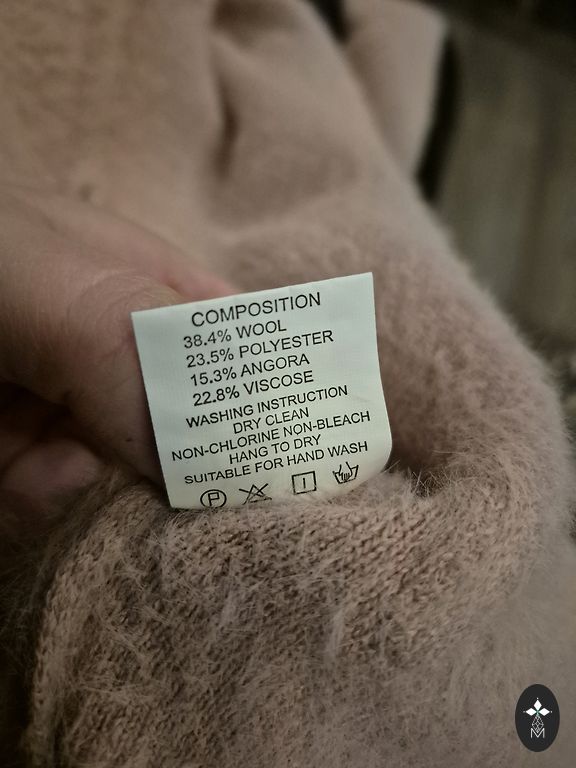 COMPOSITION
38.4% WOOL
23.5% POLYESTER
15.3% ANGORA
22.8% VISCOSE
WASHING INSTRUCTION
DRY CLEAN
NON-CHLORINE NON-BLEACH
HANG TO DRY
SUITABLE FOR HAND WASH
P
M